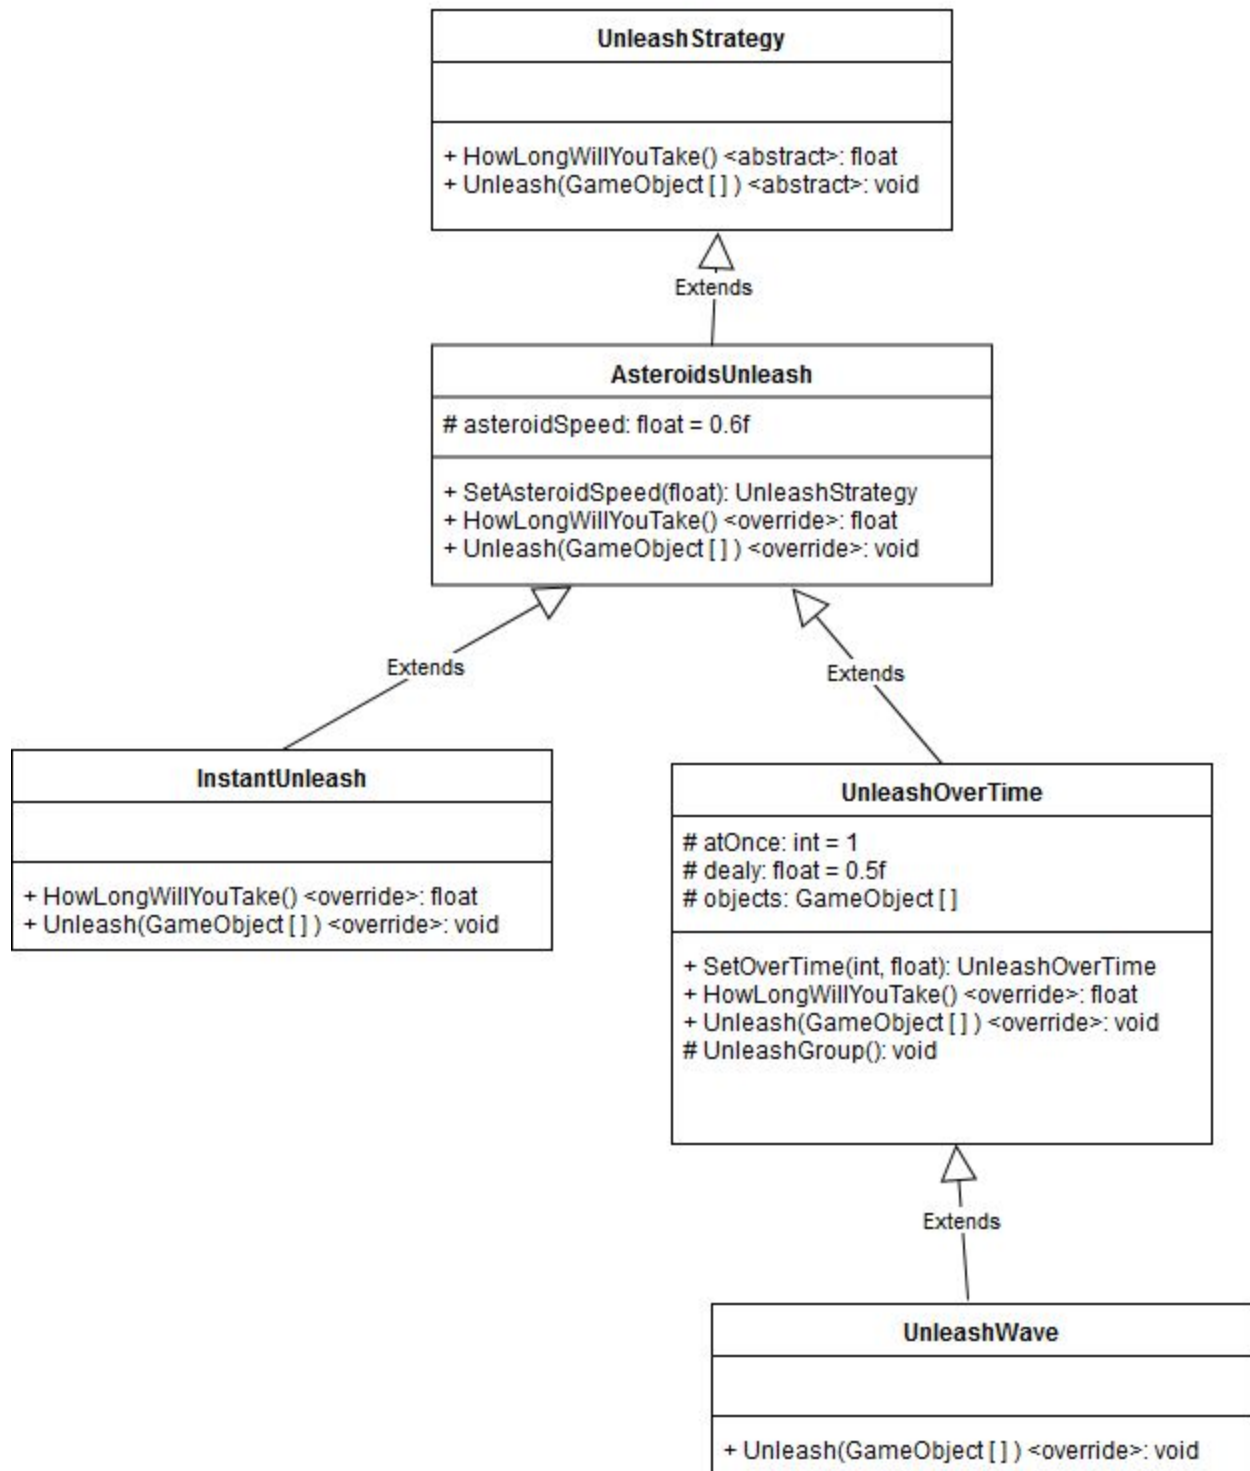 UnleashStrategy
+ HowLongWillYouTake() <abstract>: float
+ Unleash(GameObject [ ] ) <abstract>: void
Extends
AsteroidsUnleash
# asteroidSpeed: float = 0.6f
+ SetAsteroidSpeed(float): UnleashStrategy
+ HowLongWillYouTake() <override>: float
+ Unleash(GameObject [ ] ) <override>: void
Extends
Extends
InstantUnleash
+ HowLongWillYouTake() <override>: float
+ Unleash(GameObject [ ] ) <override>: void
UnleashOverTime
# atOnce: int = 1
# dealy: float = 0.5f
# objects: GameObject [ ]
+ SetOverTime(int, float): UnleashOverTime
+ HowLongWillYouTake() <override>: float
+ Unleash(GameObject [ ] ) <override>: void
# UnleashGroup(): void
Extends
UnleashWave
+ Unleash(GameObject [ ] ) <override>: void